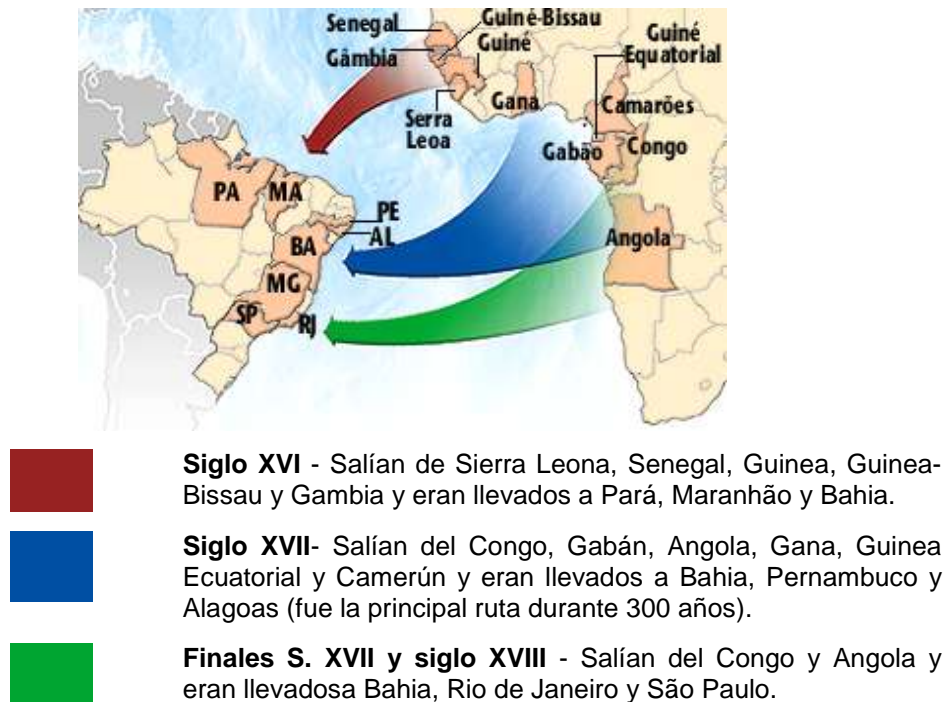 Senegal
Guiné-Bissau
Gâmbia
Guiné
Guiné
Equatorial
Serra
Leoa
Gana
Camarões
Gabão
Congo
PA
MA
PE
AL
BA
Angola
MG
SP
RJ
Siglo XVI - Salían de Sierra Leona, Senegal, Guinea-
Bissau y Gambia y eran llevados a Pará, Maranhão y Bahia.
Siglo XVII- Salían del Congo, Gabán, Angola, Gana, Guinea
Ecuatorial y Camerún y eran llevados a Bahia, Pernambuco y
Alagoas (fue la principal ruta durante 300 años).
Finales S. XVII y siglo XVIII - Salían del Congo y Angola y
eran llevadosa Bahia, Rio de Janeiro y São Paulo.